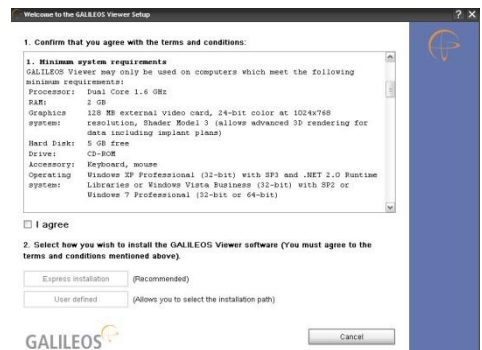 Welcome to the GALILEOS Viewer Setup
1. Confirm that you agree with the terms and conditions:
1. Minimum system requirements
GALILEOS Viewer may only be used on computers which meet the following
minimum requirements:
Processor: Dual Core 1.6 GHz
RAM: 2 GB
Graphics 128 MB external video card, 24-bit color at 1024x768
system: resolution, Shader Model 3 (allows advanced 3D rendering for
data including implant plans)
Hard Disk: 5 GB free
Drive: CD-ROM
Accessory: Keyboard, mouse
Operating Windows XP Professional (32-bit) with SP3 and .NET 2.0 Runtime
system: Libraries or Windows Vista Business (32-bit) with SP2 or
Windows 7 Professional (32-bit or 64-bit)
I agree
2. Select how you wish to install the GALILEOS Viewer software (You must agree to the
terms and conditions mentioned above).
Express installation (Recommended)
User defined (Allows you to select the installation path)
GALILEOS
Cancel